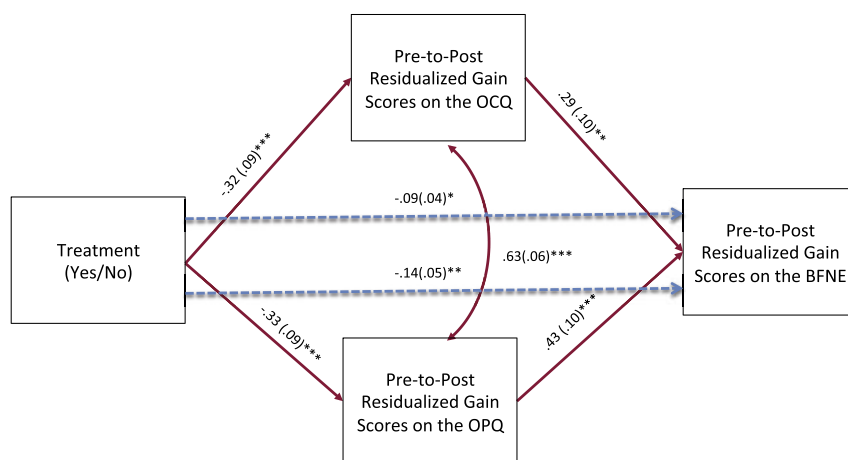 Pre-to-Post
Residualized Gain
Scores on the OCQ
-.32 (.09)***
.29 (.10)**
-.09(.04)*
Treatment
(Yes/No)
Pre-to-Post
Residualized Gain
Scores on the BFNE
.63(.06)***
-.14(.05)**
-.33 (.09)***
.43 (.10)***
Pre-to-Post
Residualized Gain
Scores on the OPQ